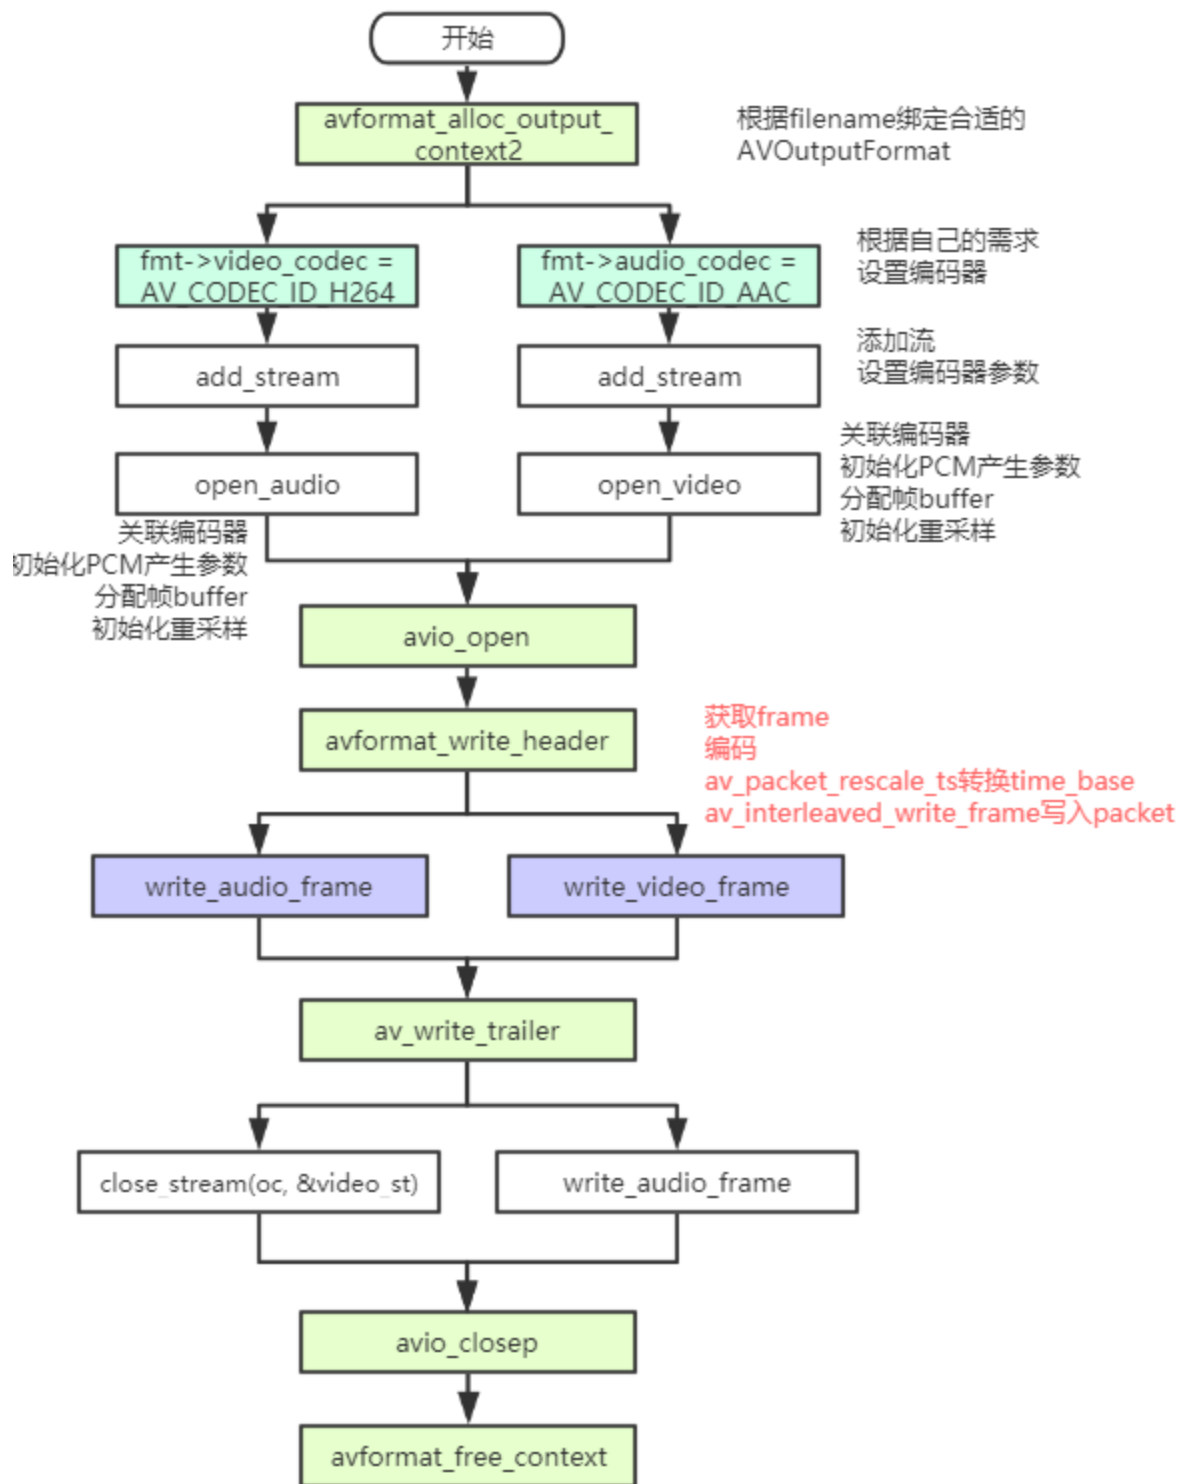 开始
avformat_alloc_output_
context2
根据filename绑定合适的
AVOutputFormat
fmt->video_codec =
AV_CODEC_ID_H264
fmt->audio_codec =
AV_CODEC_ID_AAC
根据自己的需求
设置编码器
add_stream
add_stream
添加流
设置编码器参数
open_audio
open_video
关联编码器
初始化PCM产生参数
分配帧buffer
初始化重采样
关联编码器
初始化PCM产生参数
分配帧buffer
初始化重采样
avio_open
avformat_write_header
获取frame
编码
av_packet_rescale_ts转换time_base
av_interleaved_write_frame写入packet
write_audio_frame
write_video_frame
av_write_trailer
close_stream(oc, &video_st)
write_audio_frame
avio_closep
avformat_free_context